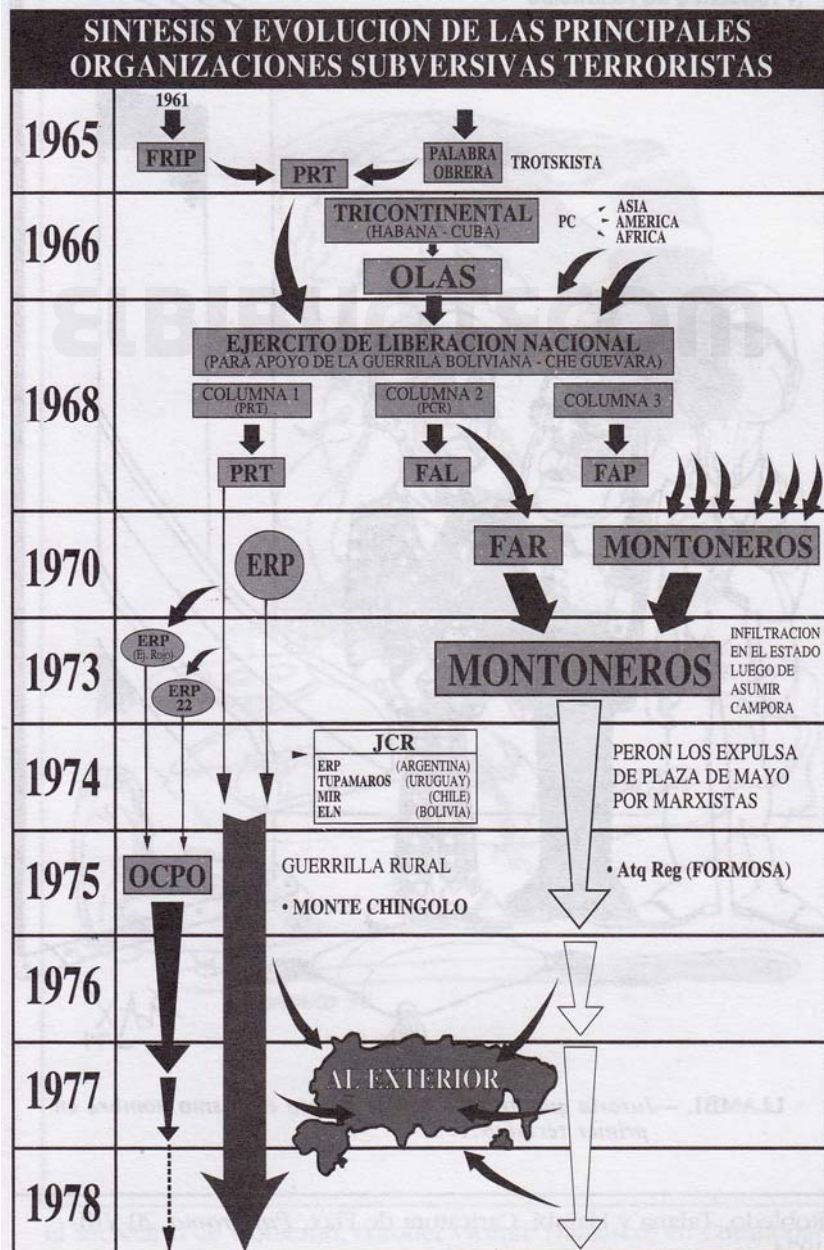 SINTESIS Y EVOLUCION DE LAS PRINCIPALES
ORGANIZACIONES SUBVERSIVAS TERRORISTAS
1965
1961
FRIP
PRT
PALABRA
OBRERA
TROTSKISTA
1966
TRICONTINENTAL
(HABANA - CUBA)
PC
ASIA
AMERICA
AFRICA
OLAS
1968
EJERCITO DE LIBERACION NACIONAL
(PARA APOYO DE LA GUERRILA BOLIVIANA - CHE GUEVARA)
COLUMNA 1
(PRT)
COLUMNA 2
(PCR)
COLUMNA 3
PRT
FAL
FAP
1970
ERP
FAR
MONTONEROS
1973
ERP
(Ej. Rojo)
ERP
22
MONTONEROS
INFILTRACION
EN EL ESTADO
LUEGO DE
ASUMIR
CAMPORA
1974
JCR
ERP (ARGENTINA)
TUPAMAROS (URUGUAY)
MIR (CHILE)
ELN (BOLIVIA)
PERON LOS EXPULSA
DE PLAZA DE MAYO
POR MARXISTAS
1975
OCPO
GUERRILLA RURAL
• MONTE CHINGOLO
• Atq Reg (FORMOSA)
1976
1977
AL EXTERIOR
1978